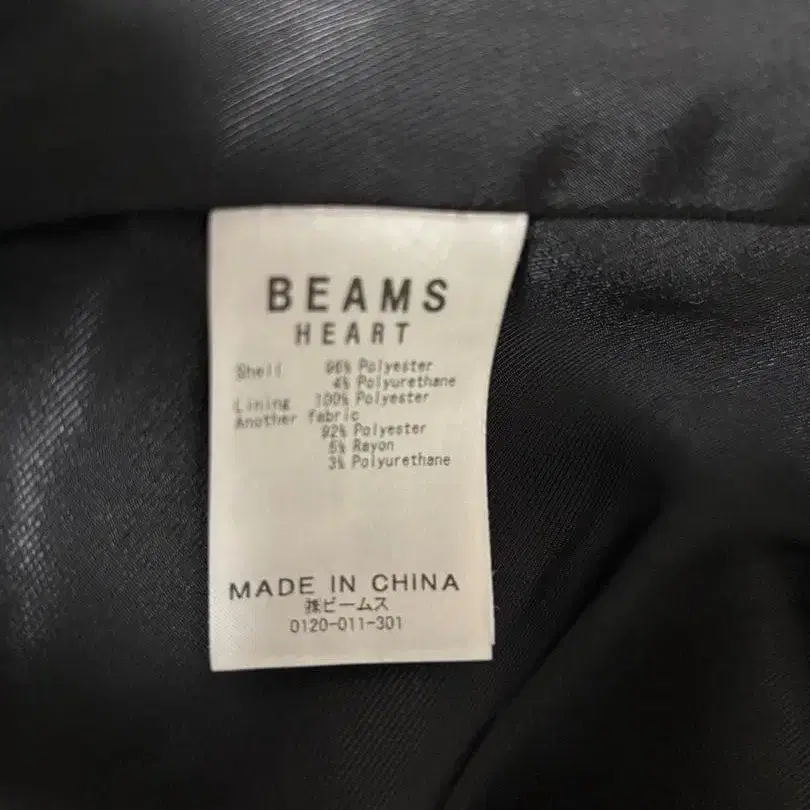 BEAMS
HEART
Shell 96% Polyester
4% Polyurethane
Lining 100% Polyester
Another fabric
92% Polyester
5% Rayon
3% Polyurethane
MADE IN CHINA
㈱ビームス
0120-011-301